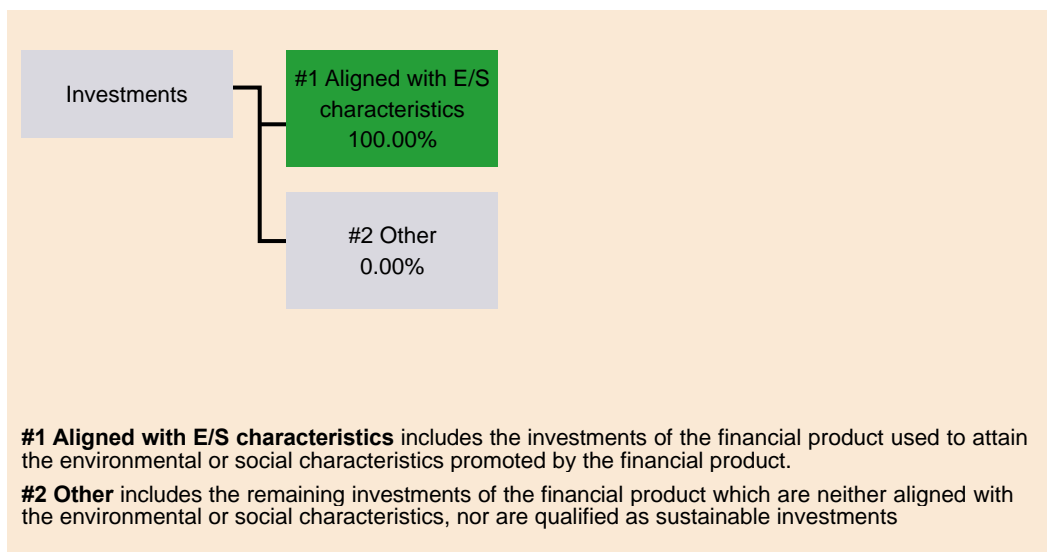 Investments
#1 Aligned with E/S
characteristics
100.00%
#2 Other
0.00%
#1 Aligned with E/S characteristics includes the investments of the financial product used to attain
the environmental or social characteristics promoted by the financial product.
#2 Other includes the remaining investments of the financial product which are neither aligned with
the environmental or social characteristics, nor are qualified as sustainable investments